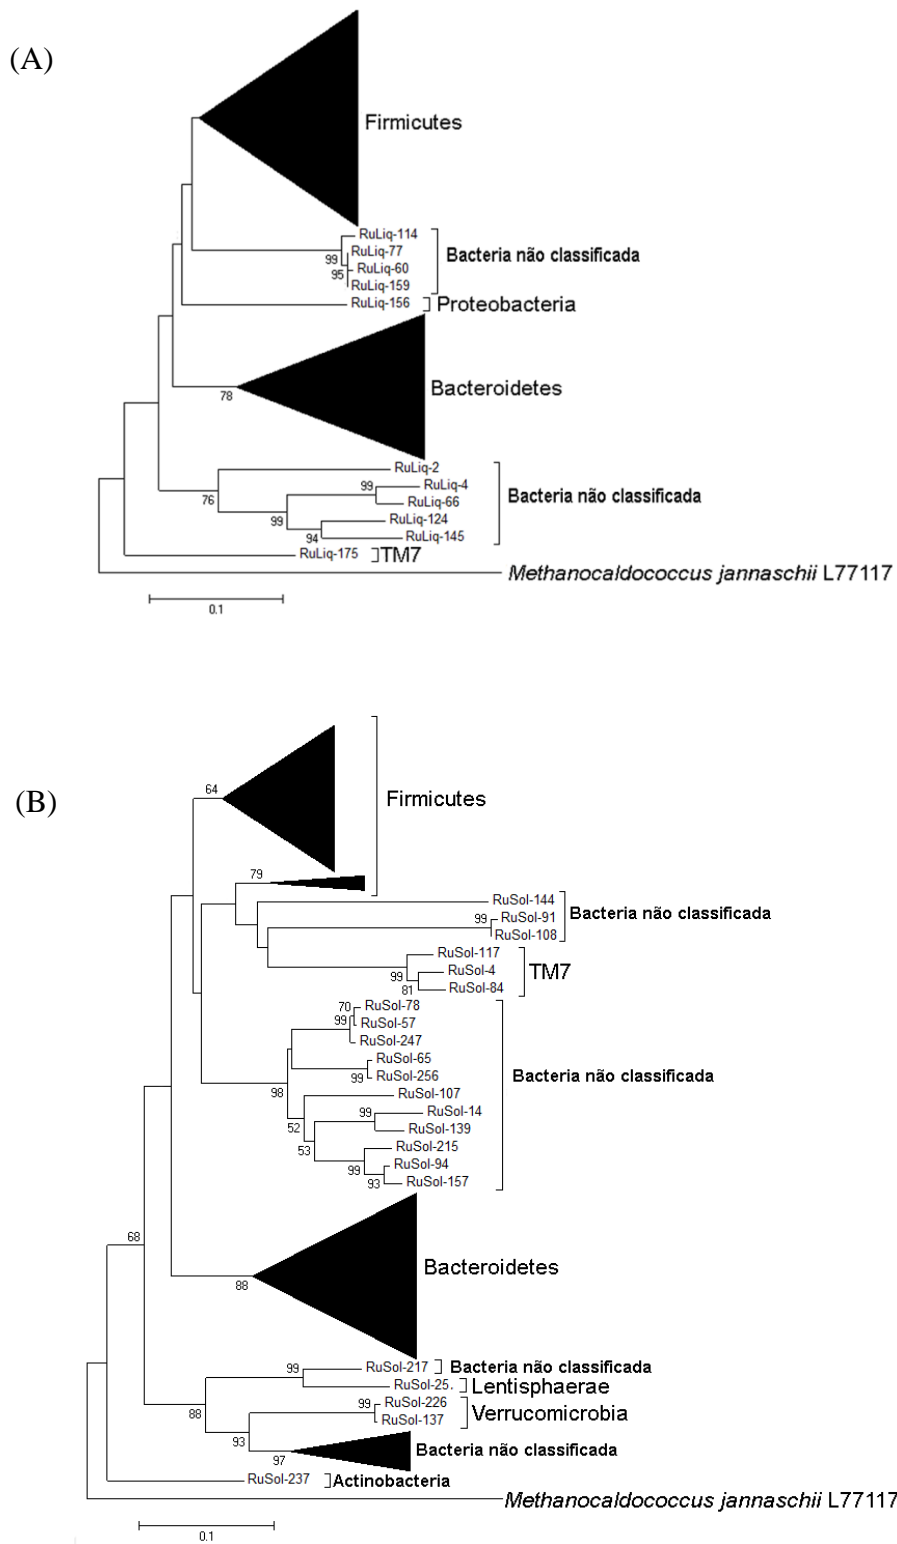 (A)
Firmicutes
RuLiq-114
RuLiq-77
99
Bacteria não classificada
RuLiq-60
95
RuLiq-159
RuLiq-156
Proteobacteria
Bacteroidetes
78
RuLiq-2
RuLiq-4
99
76
RuLiq-66
Bacteria não classificada
99
RuLiq-124
94
RuLiq-145
RuLiq-175
TM7
Methanocaldococcus jannaschii L77117
0.1
(B)
64
Firmicutes
79
RuSol-144
99
RuSol-91
Bacteria não classificada
RuSol-108
RuSol-117
99
RuSol-4
TM7
81
RuSol-84
70
RuSol-78
99
RuSol-57
RuSol-247
RuSol-65
99
RuSol-256
Bacteria não classificada
98
RuSol-107
99
RuSol-14
52
RuSol-139
53
RuSol-215
99
RuSol-94
93
RuSol-157
68
Bacteroidetes
88
99
RuSol-217
Bacteria não classificada
RuSol-25.
Lentisphaerae
88
99
RuSol-226
RuSol-137
Verrucomicrobia
93
Bacteria não classificada
97
RuSol-237
Actinobacteria
Methanocaldococcus jannaschii L77117
0.1